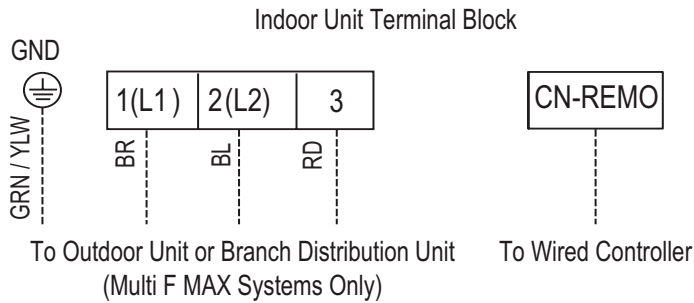 Indoor Unit Terminal Block
GND
1(L1)
2(L2)
3
CN-REMO
GRN / YLW
BR
BL
RD
To Outdoor Unit or Branch Distribution Unit
(Multi F MAX Systems Only)
To Wired Controller